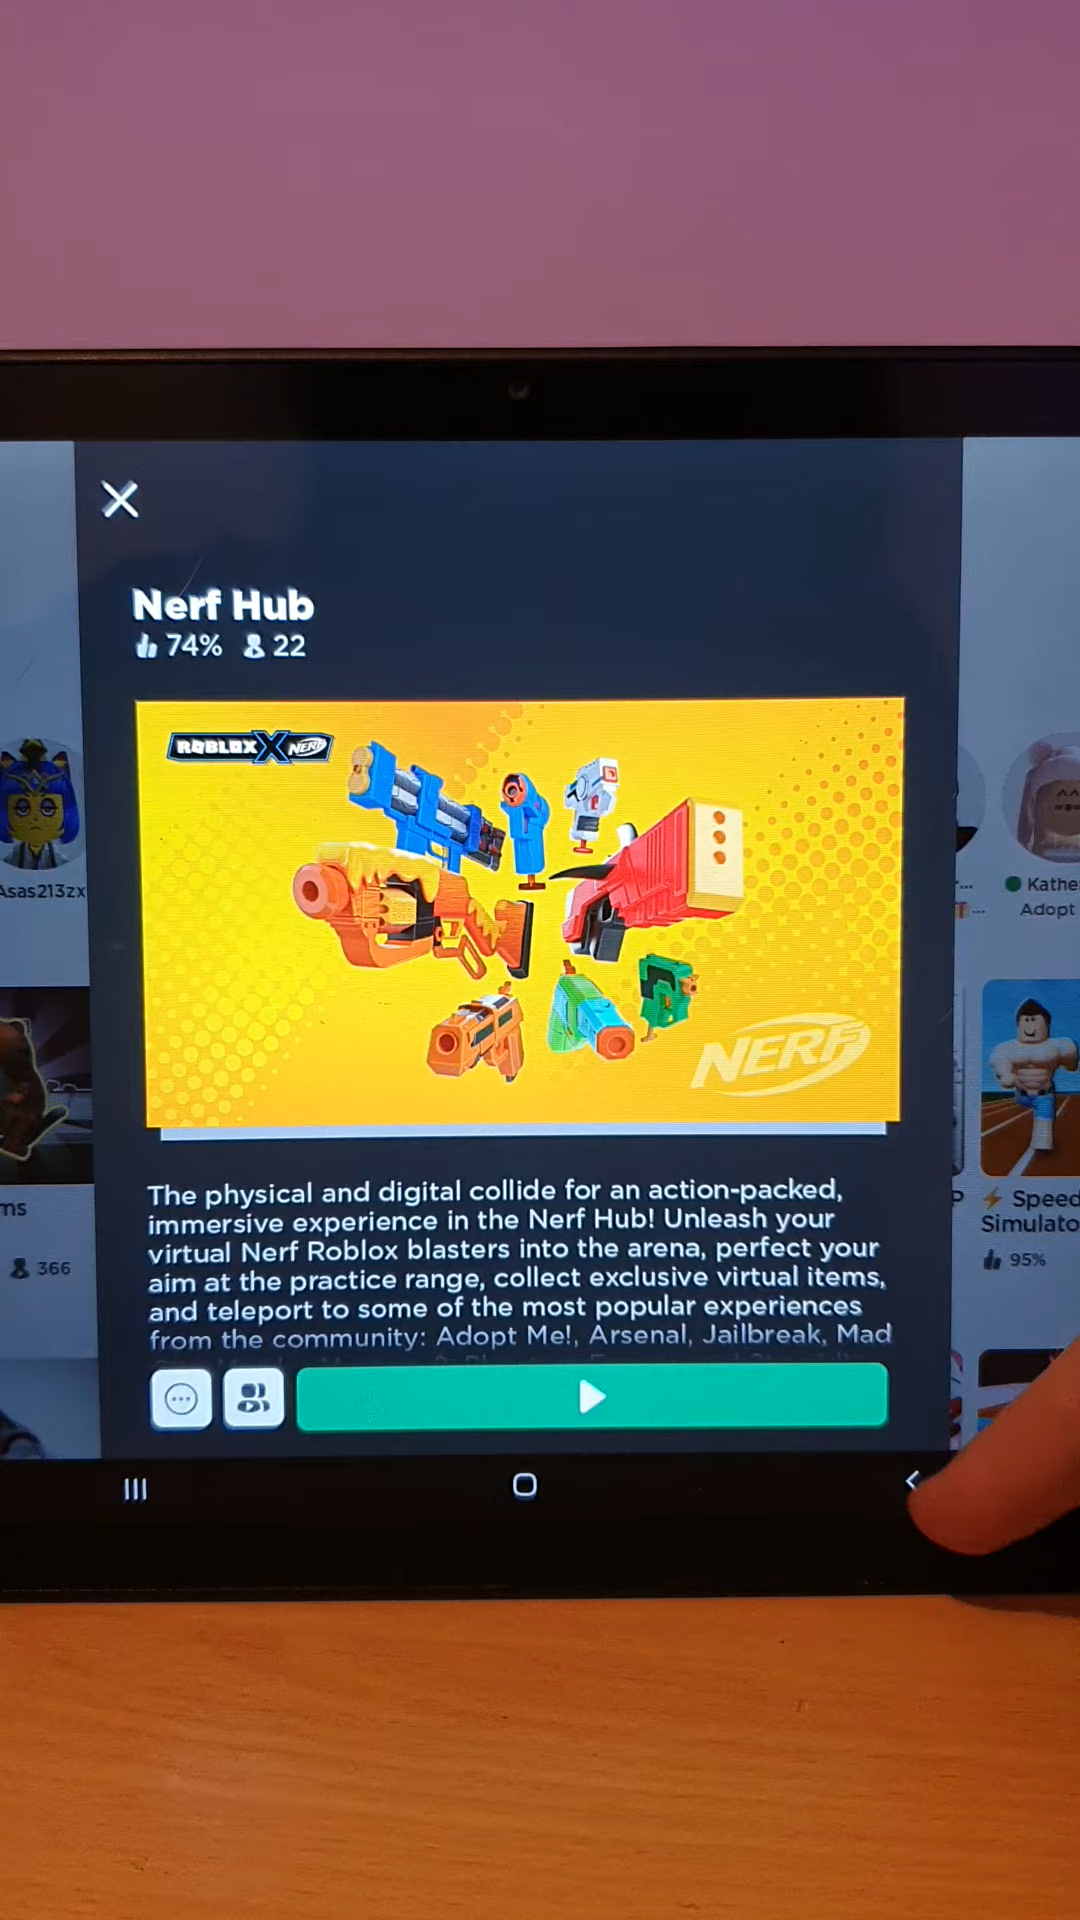 Nerf Hub
74% 22
ROBLOX X NERF
NERF
Asas213zx
Kathe
Adopt
ms
366
Speed
Simulato
95%
The physical and digital collide for an action-packed,
immersive experience in the Nerf Hub! Unleash your
virtual Nerf Roblox blasters into the arena, perfect your
aim at the practice range, collect exclusive virtual items,
and teleport to some of the most popular experiences
from the community: Adopt Me!, Arsenal, Jailbreak, Mad